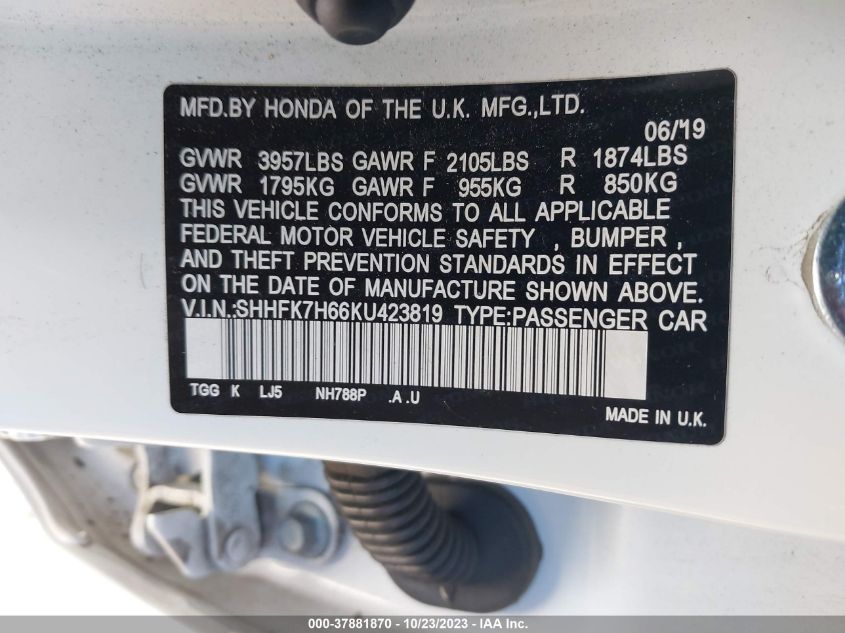 MFD.BY HONDA OF THE U.K. MFG.,LTD.
06/'19
GVWR 3957LBS GAWR F 2105LBS R 1874LBS
GVWR 1795KG GAWR F 955KG R 850KG
THIS VEHICLE CONFORMS TO ALL APPLICABLE
FEDERAL MOTOR VEHICLE SAFETY , BUMPER ,
AND THEFT PREVENTION STANDARDS IN EFFECT
ON THE DATE OF MANUFACTURE SHOWN ABOVE.
V.I.N.:SHHFK7H66KU423819 TYPE:PASSENGER CAR
TGG K LJ5 NH788P .A .U
MADE IN U.K.
000-37881870 / 10/23/2023 - IAA Inc.